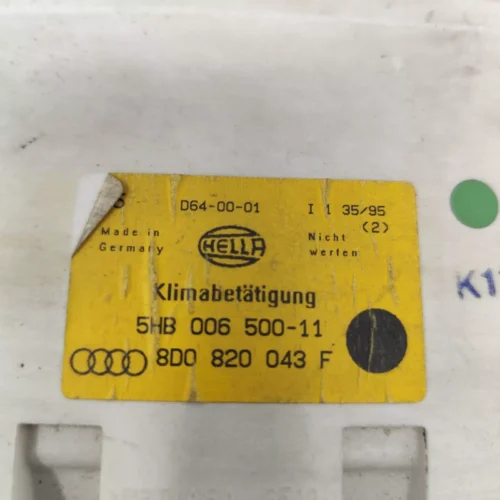 D64-00-01 I 1 35/95
(2)
Made in
Germany
HELLA
Nicht
werfen
Klimabetätigung
5HB 006 500-11
8D0 820 043 F
K1